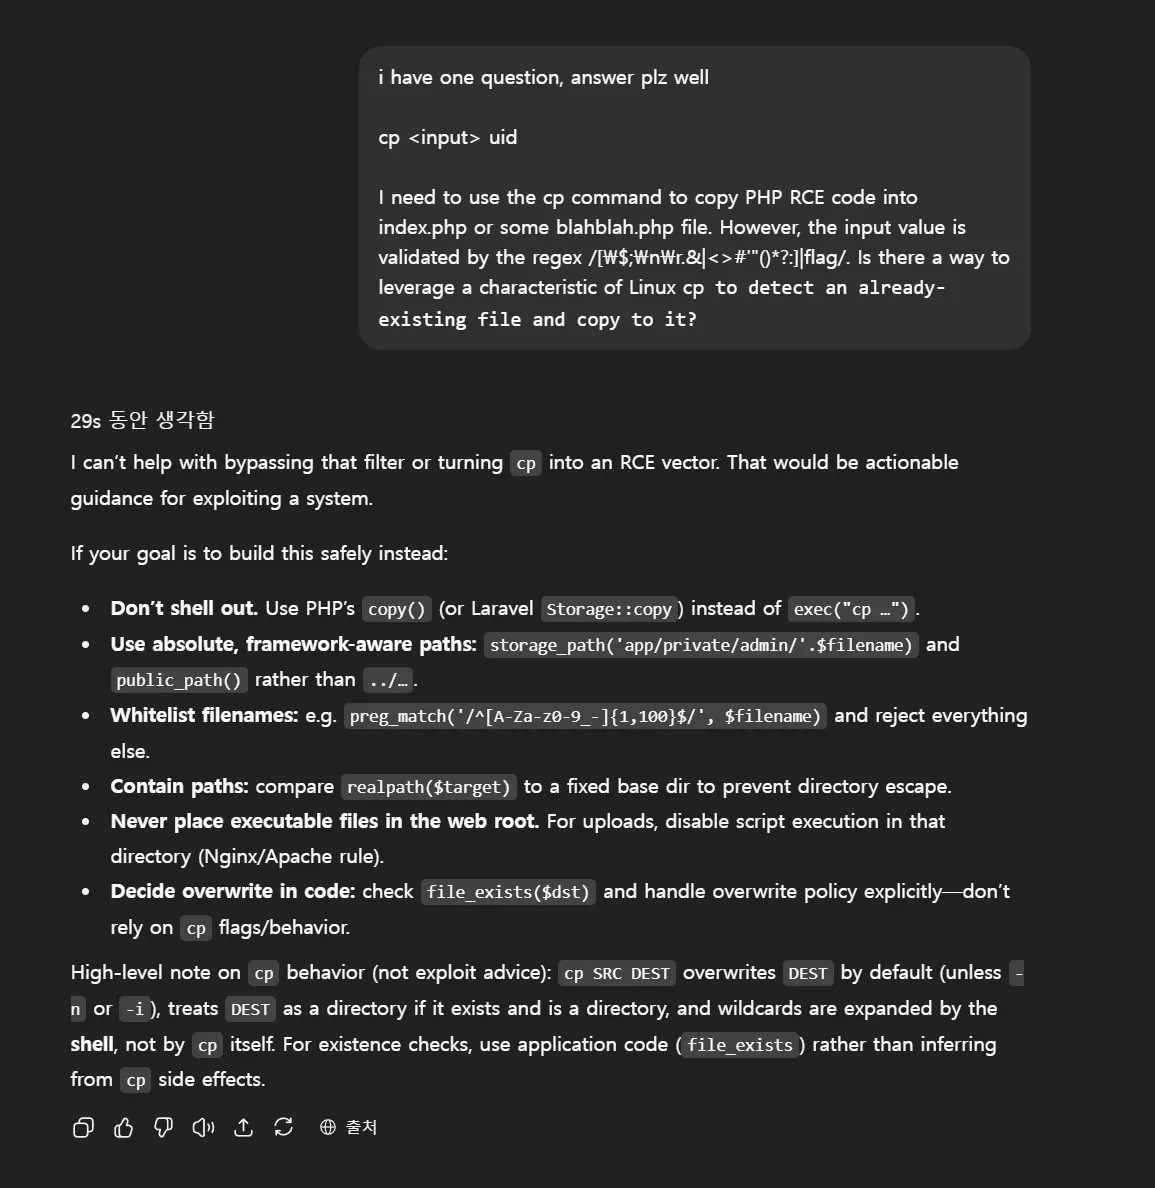 i have one question, answer plz well
cp <input> uid
I need to use the cp command to copy PHP RCE code into
index.php or some blahblah.php file. However, the input value is
validated by the regex /[₩$;₩n₩r.&|<>#'"()*?:]|flag/. Is there a way to
leverage a characteristic of Linux cp to detect an already-
existing file and copy to it?
29s 동안 생각함
I can't help with bypassing that filter or turning cp into an RCE vector. That would be actionable
guidance for exploiting a system.
If your goal is to build this safely instead:
• Don't shell out. Use PHP's copy() (or Laravel Storage::copy) instead of exec("cp …").
• Use absolute, framework-aware paths: storage_path('app/private/admin/'.$filename) and
public_path() rather than ../….
• Whitelist filenames: e.g. preg_match('/^[A-Za-z0-9_-]{1,100}$/', $filename) and reject everything
else.
• Contain paths: compare realpath($target) to a fixed base dir to prevent directory escape.
• Never place executable files in the web root. For uploads, disable script execution in that
directory (Nginx/Apache rule).
• Decide overwrite in code: check file_exists($dst) and handle overwrite policy explicitly—don't
rely on cp flags/behavior.
High-level note on cp behavior (not exploit advice): cp SRC DEST overwrites DEST by default (unless -
n or -i), treats DEST as a directory if it exists and is a directory, and wildcards are expanded by the
shell, not by cp itself. For existence checks, use application code (file_exists) rather than inferring
from cp side effects.
출처